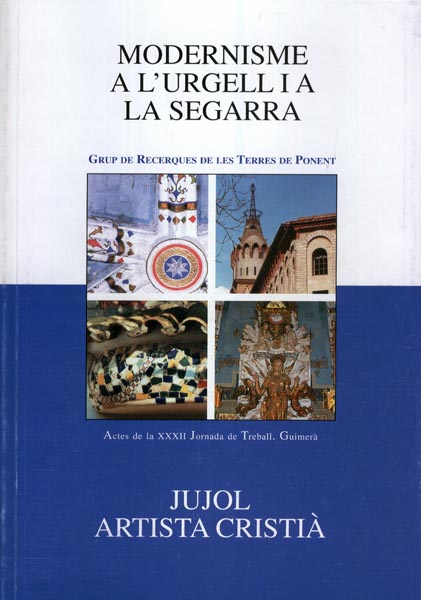 MODERNISME
A L'URGELL I A
LA SEGARRA
GRUP DE RECERQUES DE LES TERRES DE PONENT
Actes de la XXXII Jornada de Treball. Guimerà
JUJOL
ARTISTA CRISTIÀ